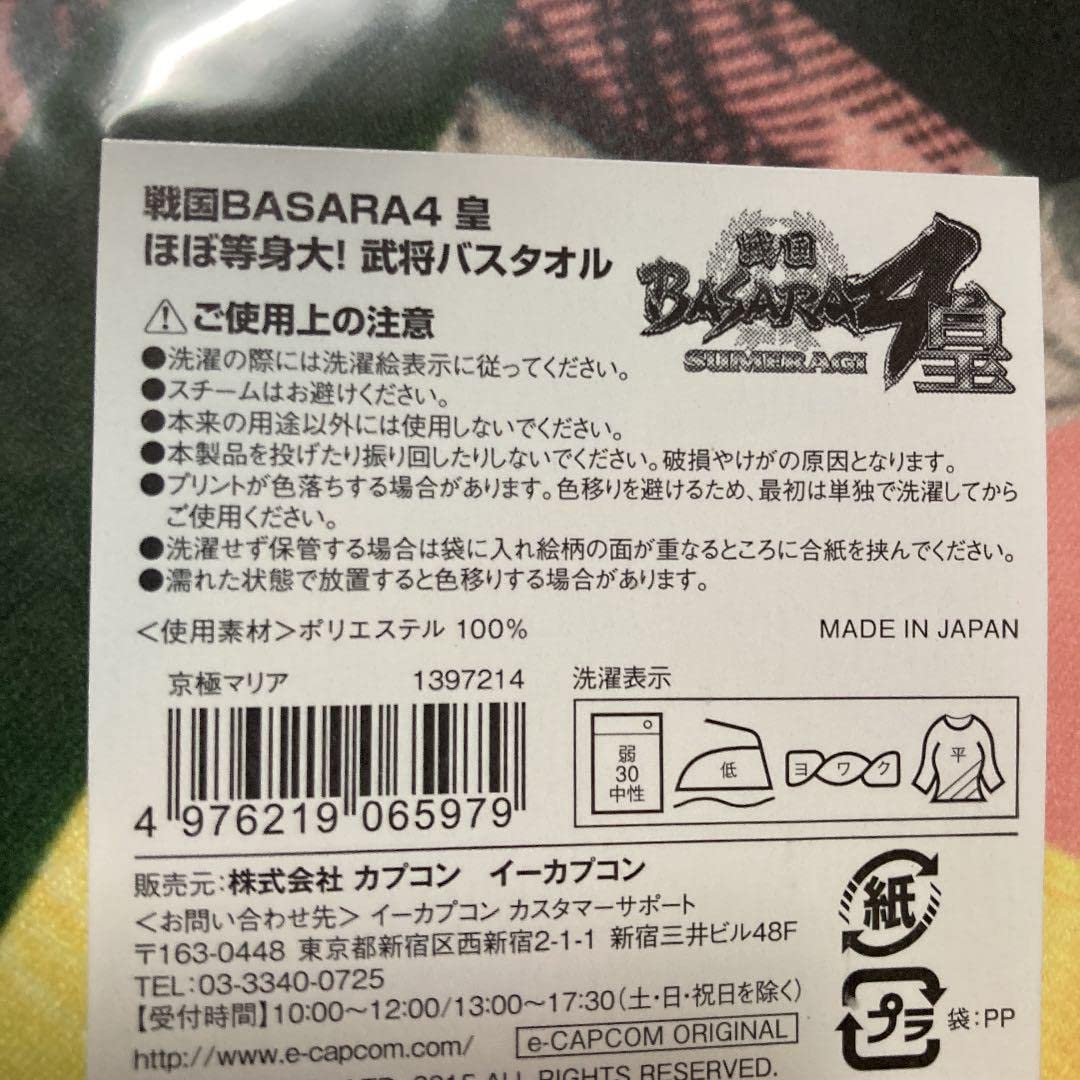 戦国BASARA4 皇
ほぼ等身大! 武将バスタオル
戦国
BASARA4
皇
SUMERAGI
ご使用上の注意
●洗濯の際には洗濯絵表示に従ってください。
●スチームはお避けください。
●本来の用途以外には使用しないでください。
●本製品を投げたり振り回したりしないでください。破損やけがの原因となります。
●プリントが色落ちする場合があります。色移りを避けるため、最初は単独で洗濯してから
ご使用ください。
●洗濯せず保管する場合は袋に入れ絵柄の面が重なるところに合紙を挟んでください。
●濡れた状態で放置すると色移りする場合があります。
<使用素材>ポリエステル 100%
MADE IN JAPAN
京極マリア 1397214
4 976219 065979
洗濯表示
弱
30
中性
低
ヨワク
平
販売元:株式会社 カプコン イーカプコン
<お問い合わせ先> イーカプコン カスタマーサポート
〒163-0448 東京都新宿区西新宿2-1-1 新宿三井ビル48F
TEL:03-3340-0725
【受付時間】10:00~12:00/13:00~17:30(土・日・祝日を除く)
http://www.e-capcom.com/
e-CAPCOM ORIGINAL
ALL RIGHTS RESERVED.
紙
プラ
袋:PP